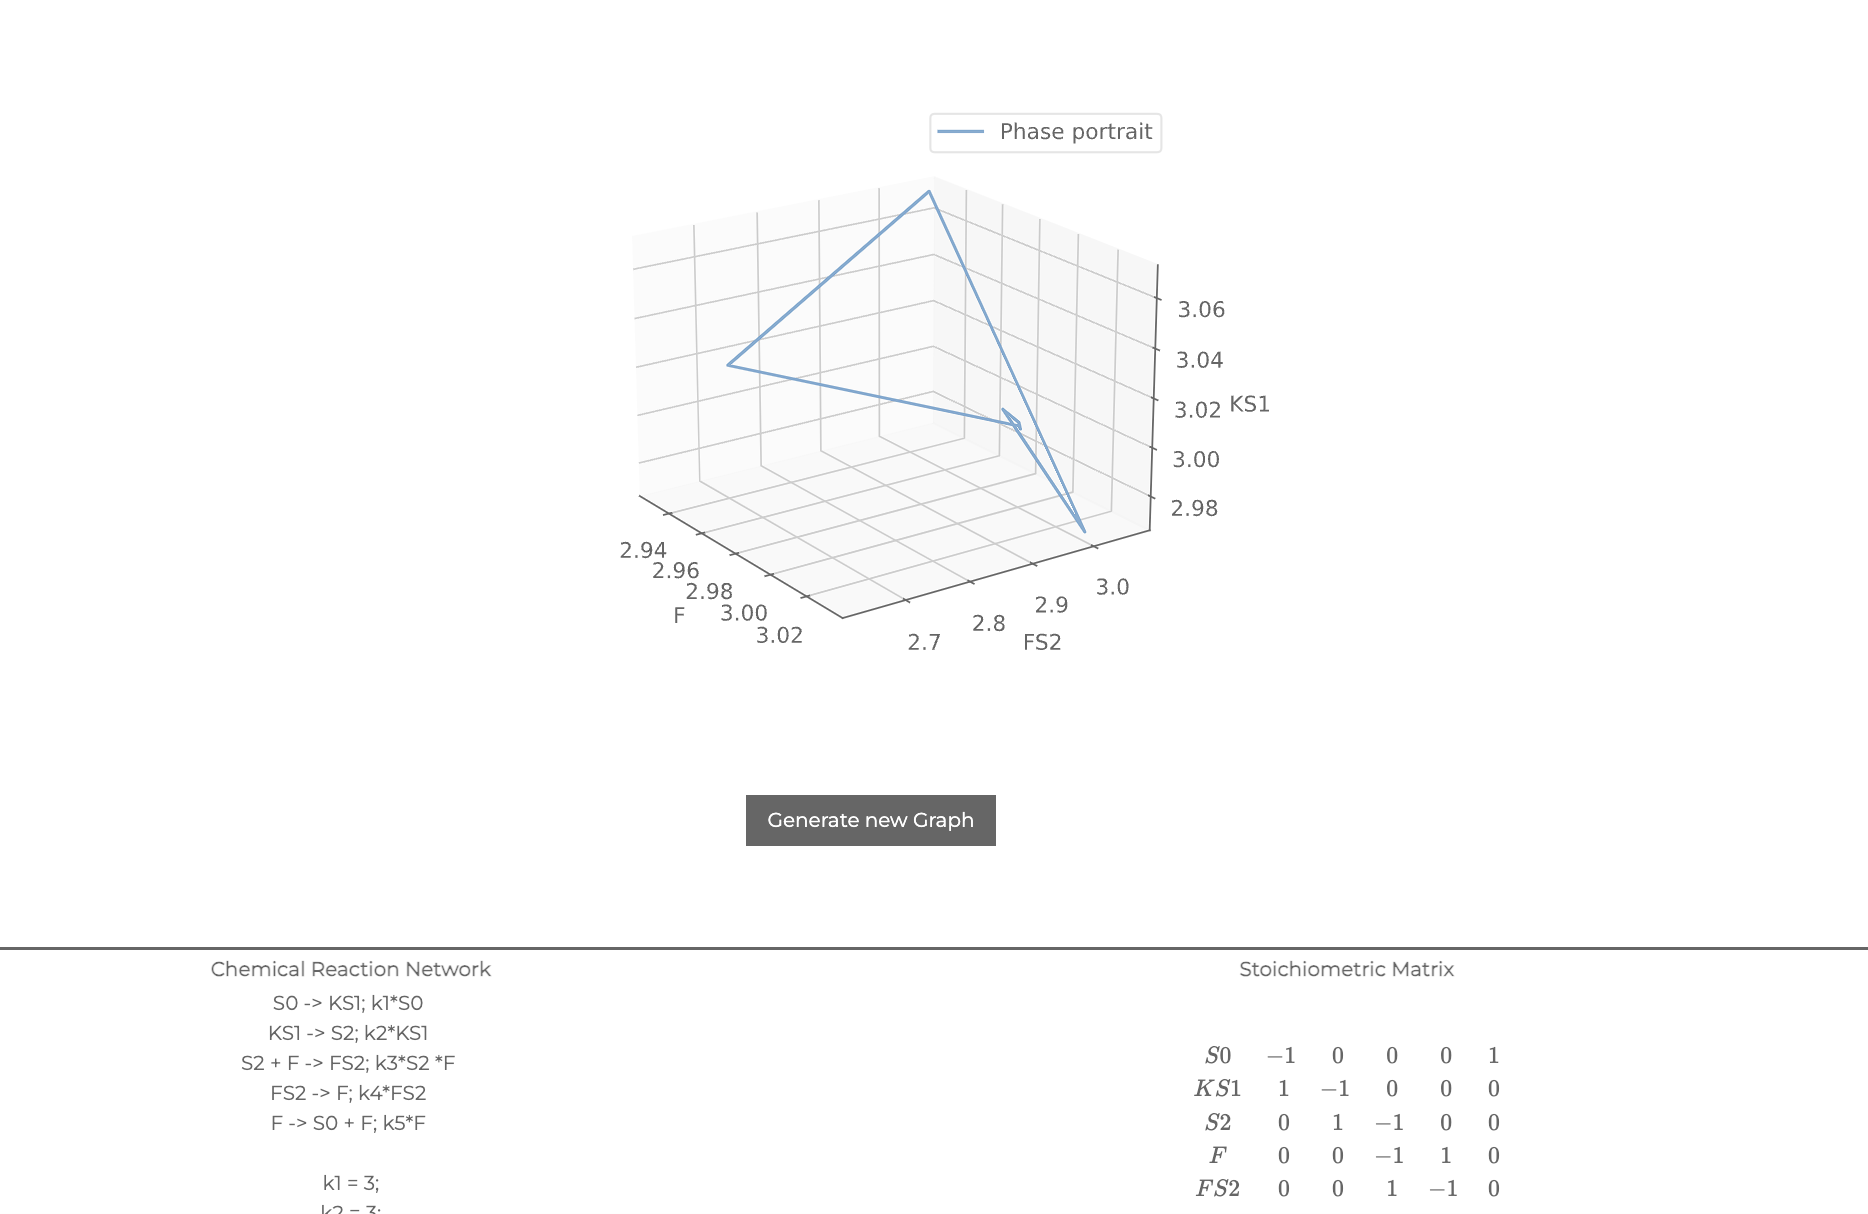 Phase portrait
3.06
3.04
3.02 KS1
3.00
2.98
2.94
2.96
2.98
3.00
3.02
F
3.0
2.9
2.8
2.7
FS2
Generate new Graph
Chemical Reaction Network
S0 -> KS1; k1*S0
KS1 -> S2; k2*KS1
S2 + F -> FS2; k3*S2 *F
FS2 -> F; k4*FS2
F -> S0 + F; k5*F
k1 = 3;
k2 = 3;
Stoichiometric Matrix
S0 −1 0 0 0 1
KS1 1 −1 0 0 0
S2 0 1 −1 0 0
F 0 0 −1 1 0
FS2 0 0 1 −1 0